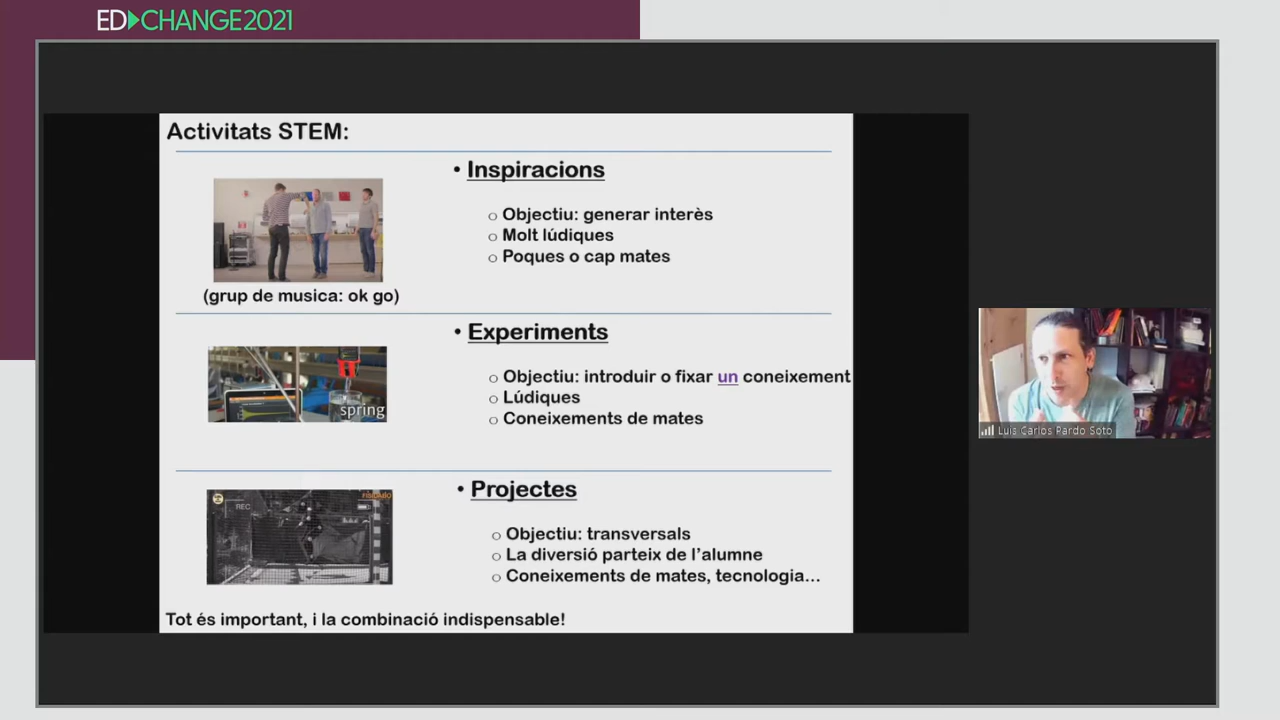 ED▶CHANGE2021
Activitats STEM:
• Inspiracions
o Objectiu: generar interès
o Molt lúdiques
o Poques o cap mates
(grup de musica: ok go)
• Experiments
o Objectiu: introduir o fixar un coneixement
o Lúdiques
o Coneixements de mates
spring
• Projectes
o Objectiu: transversals
o La diversió parteix de l'alumne
o Coneixements de mates, tecnologia...
REC
Tot és important, i la combinació indispensable!
Luis Carlos Pardo Soto